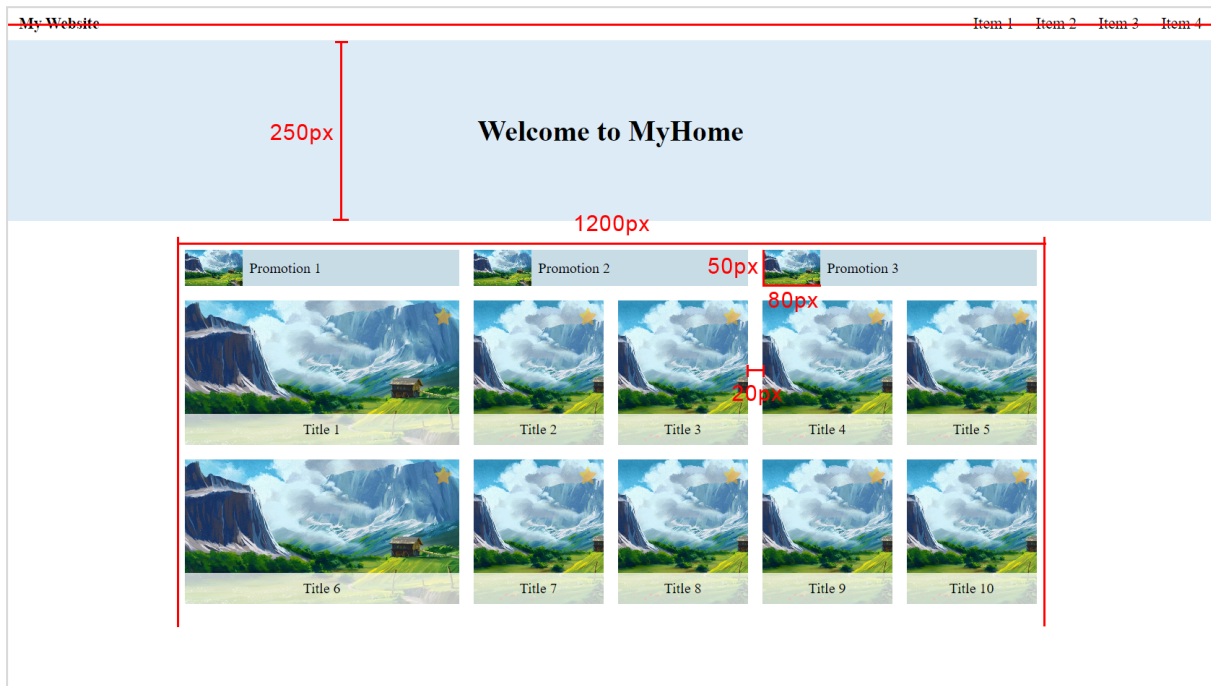 My Website Item 1 Item 2 Item 3 Item 4
250px
Welcome to MyHome
1200px
Promotion 1 Promotion 2 50px Promotion 3
80px
20px
Title 1 Title 2 Title 3 Title 4 Title 5
Title 6 Title 7 Title 8 Title 9 Title 10